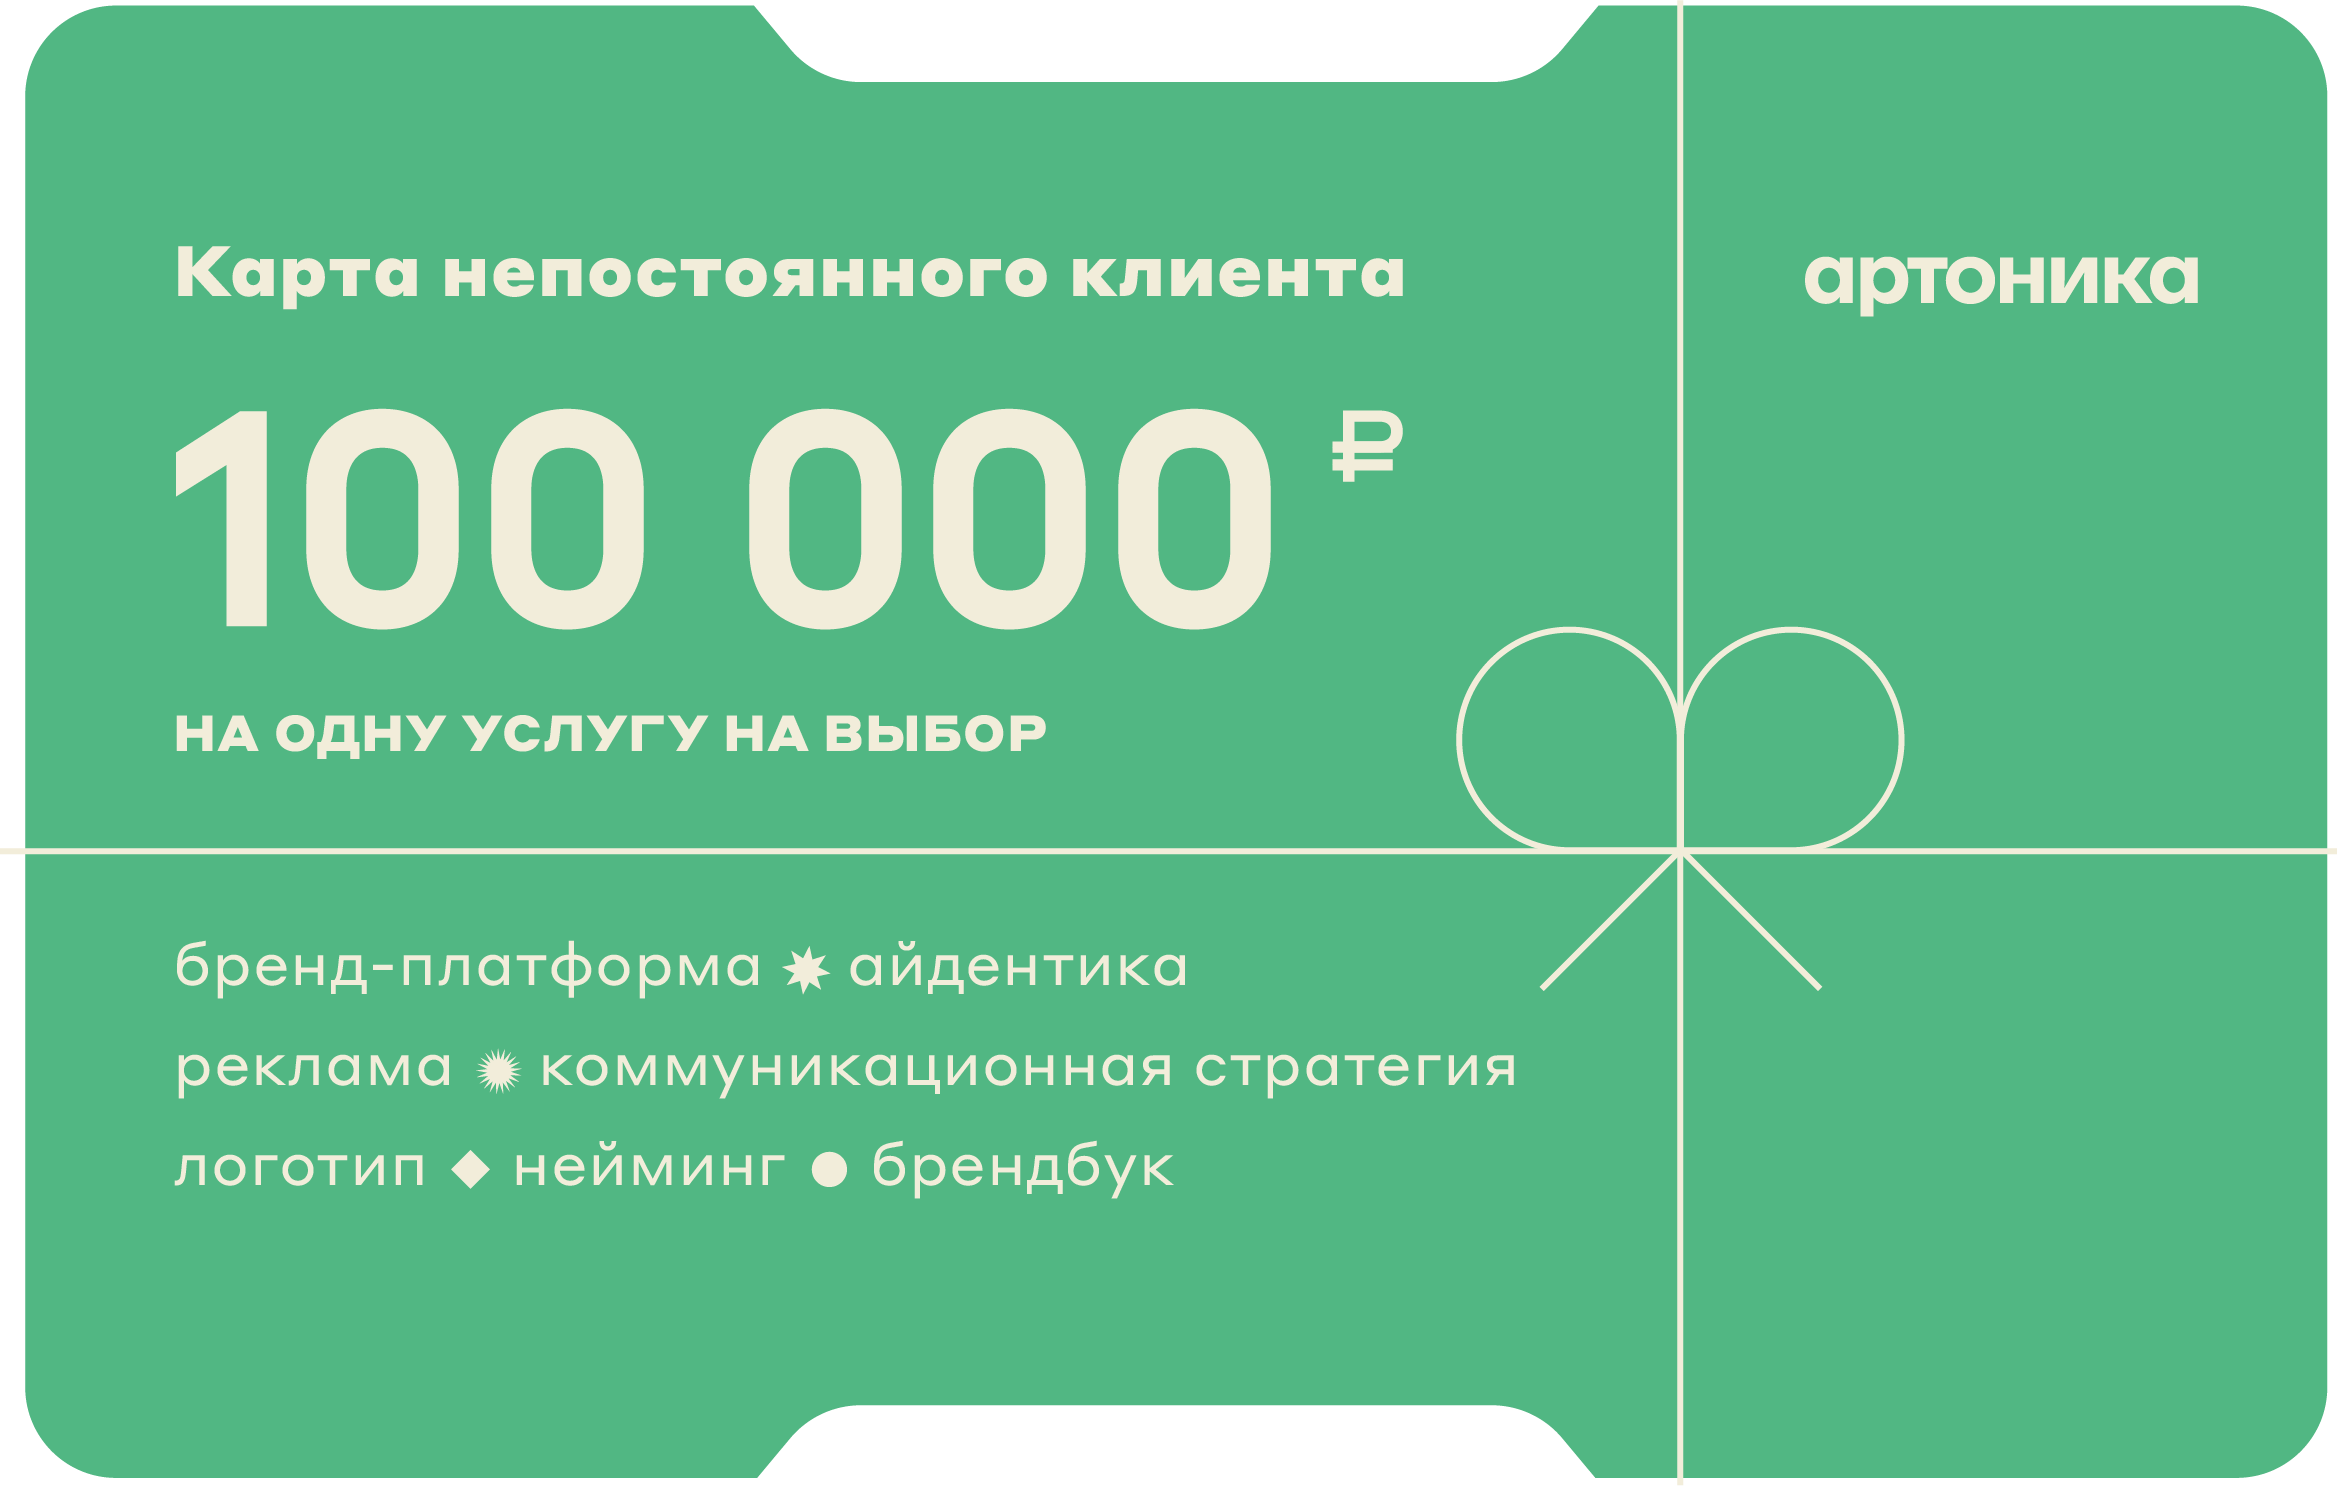 Карта непостоянного клиента
артоника
100 000 ₽
НА ОДНУ УСЛУГУ НА ВЫБОР
бренд-платформа ✷ айдентика
реклама ✺ коммуникационная стратегия
логотип ◆ нейминг ● брендбук